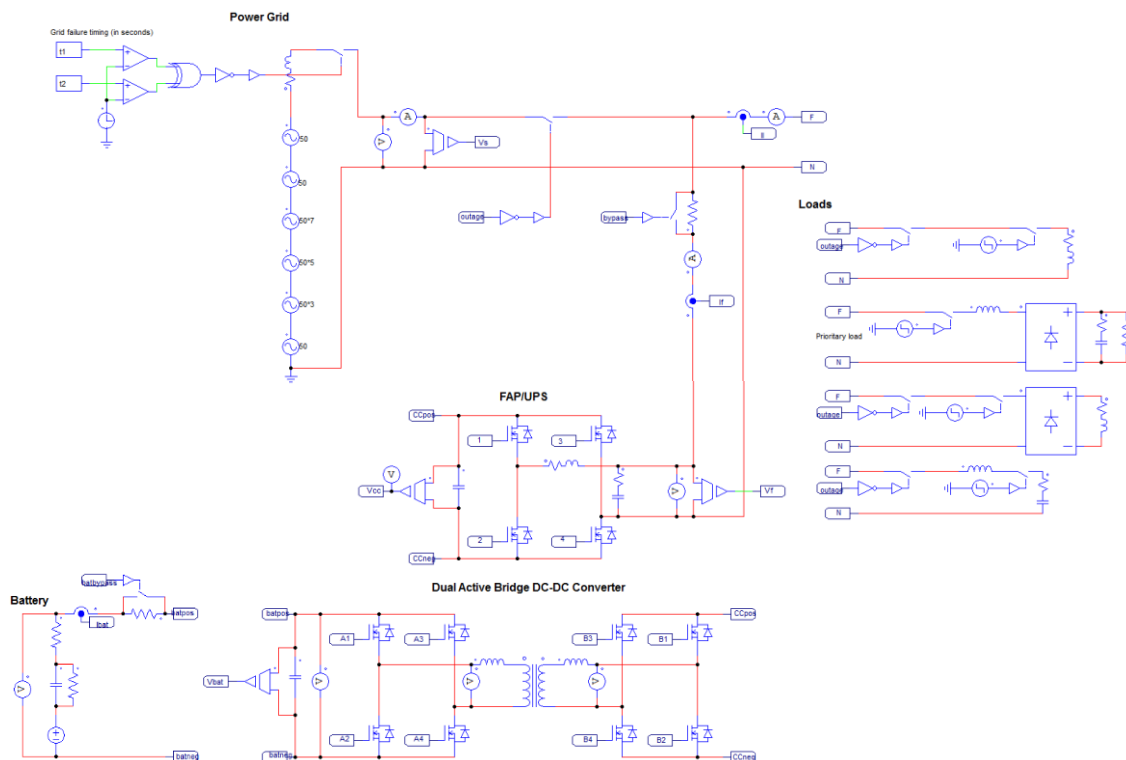 Power Grid
Grid failure timing (in seconds)
t1
t2
50
50
50*7
50*5
50*3
50
V
A
Vs
A
F
Il
N
outage
bypass
A
If
Loads
F
outage
N
F
Prioritary load
N
F
outage
N
F
outage
N
FAP/UPS
CCpos
1
3
V
Vcc
V
Vf
2
4
CCneg
Battery
batbypass
batpos
Ibat
V
batneg
Dual Active Bridge DC-DC Converter
batpos
A1
A3
B3
B1
CCpos
Vbat
V
V
V
A2
A4
B4
B2
batneg
CCneg